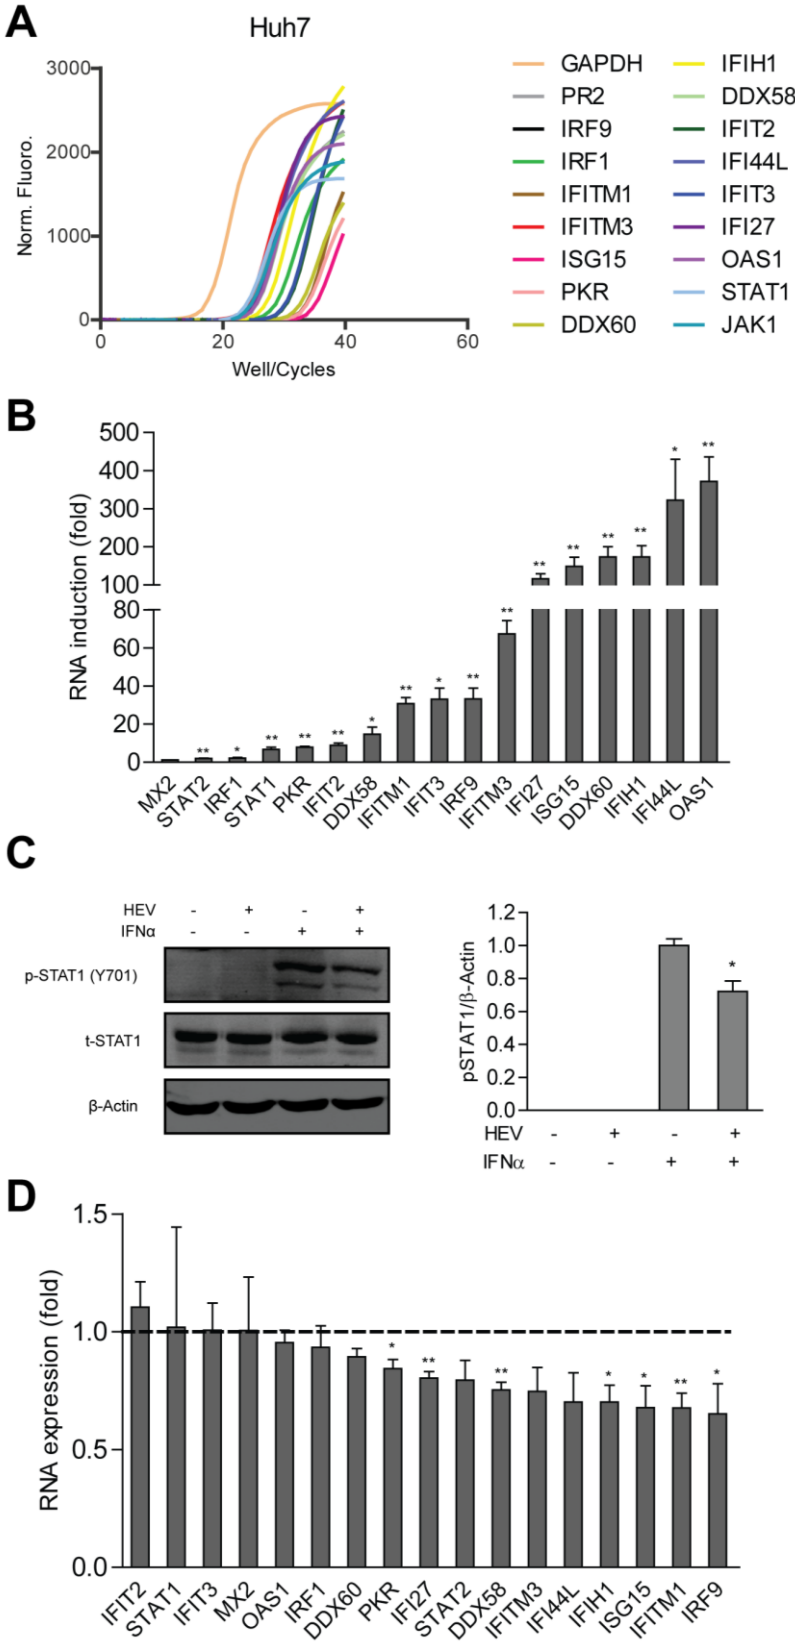 A
Huh7
3000
2000
1000
0
Norm. Fluoro.
0 20 40 60
Well/Cycles
GAPDH IFIH1
PR2 DDX58
IRF9 IFIT2
IRF1 IFI44L
IFITM1 IFIT3
IFITM3 IFI27
ISG15 OAS1
PKR STAT1
DDX60 JAK1
B
500
400
300
200
100
80
60
40
20
0
RNA induction (fold)
** * ** ** ** * ** * ** ** ** ** ** ** * **
MX2 STAT2 IRF1 STAT1 PKR IFIT2 DDX58 IFITM1 IFIT3 IRF9 IFITM3 IFI27 ISG15 DDX60 IFIH1 IFI44L OAS1
C
HEV - + - +
IFNα - - + +
p-STAT1 (Y701)
t-STAT1
β-Actin
1.2
1.0
0.8
0.6
0.4
0.2
0.0
pSTAT1/β-Actin
*
HEV - + - +
IFNα - - + +
D
1.5
1.0
0.5
0.0
RNA expression (fold)
* ** ** * * ** *
IFIT2 STAT1 IFIT3 MX2 OAS1 IRF1 DDX60 PKR IFI27 STAT2 DDX58 IFITM3 IFI44L IFIH1 ISG15 IFITM1 IRF9